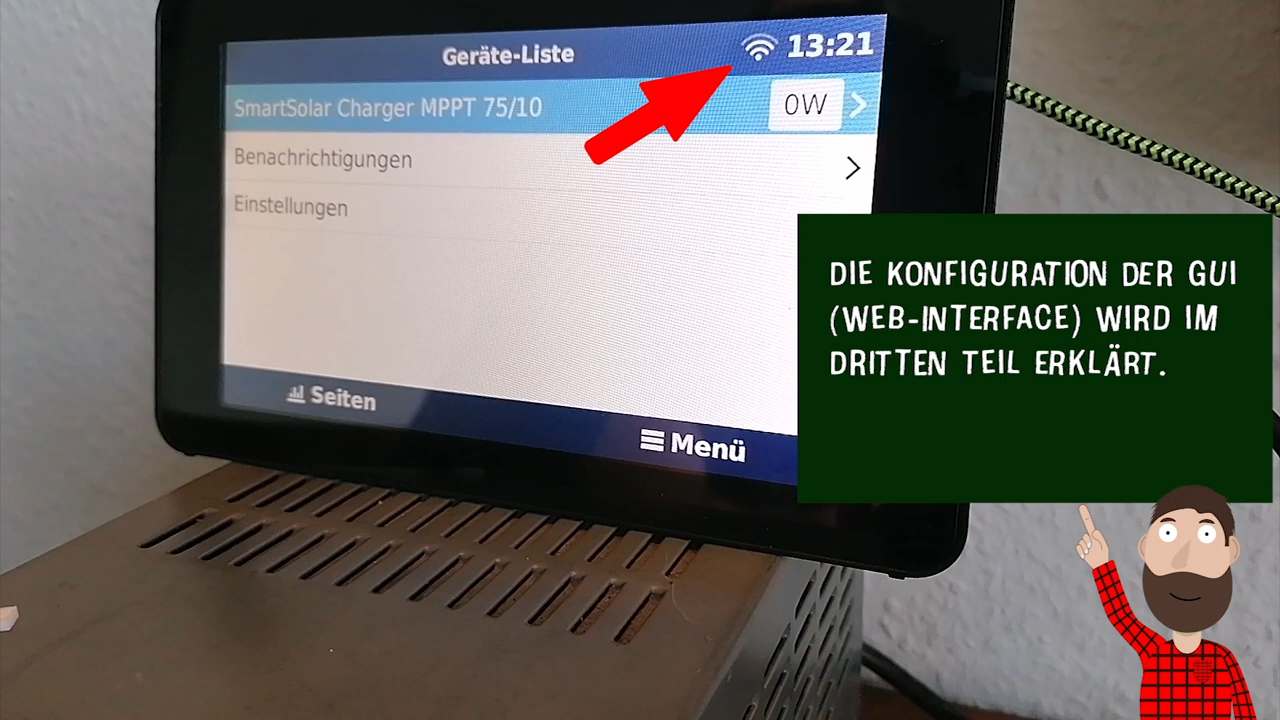 Geräte-Liste
13:21
SmartSolar Charger MPPT 75/10
0W
Benachrichtigungen
Einstellungen
Seiten
Menü
DIE KONFIGURATION DER GUI
(WEB-INTERFACE) WIRD IM
DRITTEN TEIL ERKLÄRT.